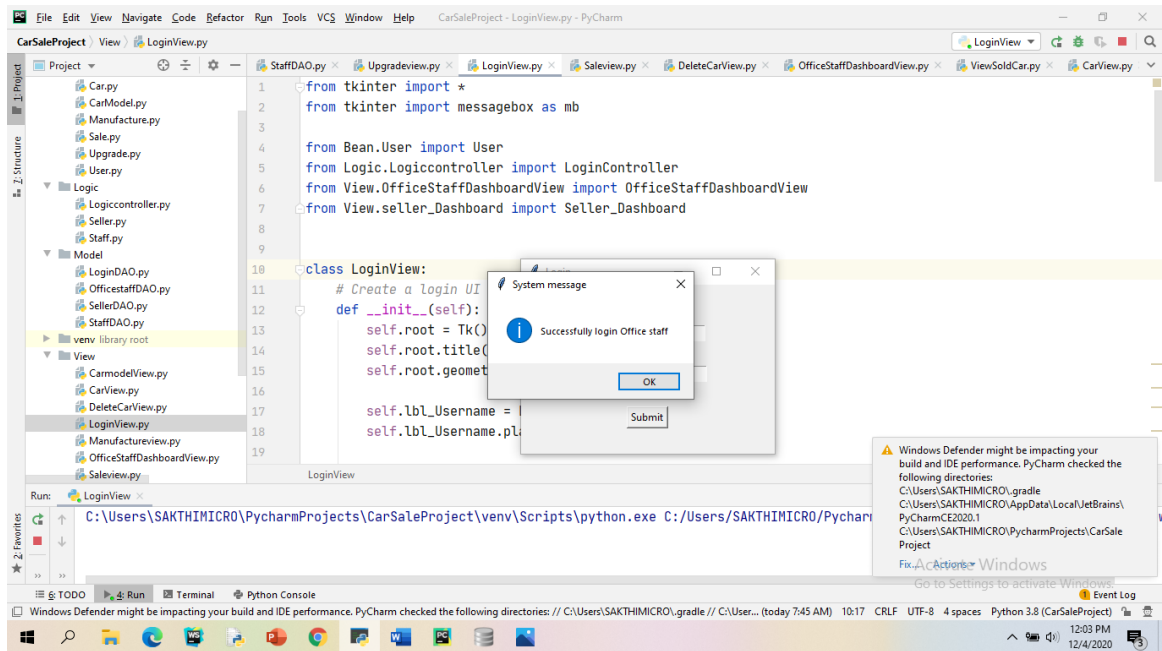 File Edit View Navigate Code Refactor Run Tools VCS Window Help CarSaleProject - LoginView.py - PyCharm
CarSaleProject View LoginView.py LoginView
1: Project
Project
StaffDAO.py Upgradeview.py LoginView.py Saleview.py DeleteCarView.py OfficeStaffDashboardView.py ViewSoldCar.py CarView.py
Car.py
CarModel.py
Manufacture.py
Sale.py
Upgrade.py
User.py
Logic
Logiccontroller.py
Seller.py
Staff.py
Model
LoginDAO.py
OfficestaffDAO.py
SellerDAO.py
StaffDAO.py
venv library root
View
CarmodelView.py
CarView.py
DeleteCarView.py
LoginView.py
Manufactureview.py
OfficeStaffDashboardView.py
Saleview.py
Z: Structure
1 from tkinter import *
2 from tkinter import messagebox as mb
3
4 from Bean.User import User
5 from Logic.Logiccontroller import LoginController
6 from View.OfficeStaffDashboardView import OfficeStaffDashboardView
7 from View.seller_Dashboard import Seller_Dashboard
8
9
10 class LoginView:
11 # Create a login UI
12 def __init__(self):
13 self.root = Tk()
14 self.root.title(
15 self.root.geomet
16
17 self.lbl_Username =
18 self.lbl_Username.pla
19
LoginView
System message
Successfully login Office staff
OK
Submit
Windows Defender might be impacting your
build and IDE performance. PyCharm checked the
following directories:
C:\Users\SAKTHIMICRO\.gradle
C:\Users\SAKTHIMICRO\AppData\Local\JetBrains\
PyCharmCE2020.1
C:\Users\SAKTHIMICRO\PycharmProjects\CarSale
Project
Fix... Actions
Activate Windows
Go to Settings to activate Windows.
Run: LoginView
C:\Users\SAKTHIMICRO\PycharmProjects\CarSaleProject\venv\Scripts\python.exe C:/Users/SAKTHIMICRO/Pychar
2: Favorites
6: TODO 4: Run Terminal Python Console 1 Event Log
Windows Defender might be impacting your build and IDE performance. PyCharm checked the following directories: // C:\Users\SAKTHIMICRO\.gradle // C:\User... (today 7:45 AM) 10:17 CRLF UTF-8 4 spaces Python 3.8 (CarSaleProject)
12:03 PM
12/4/2020
3